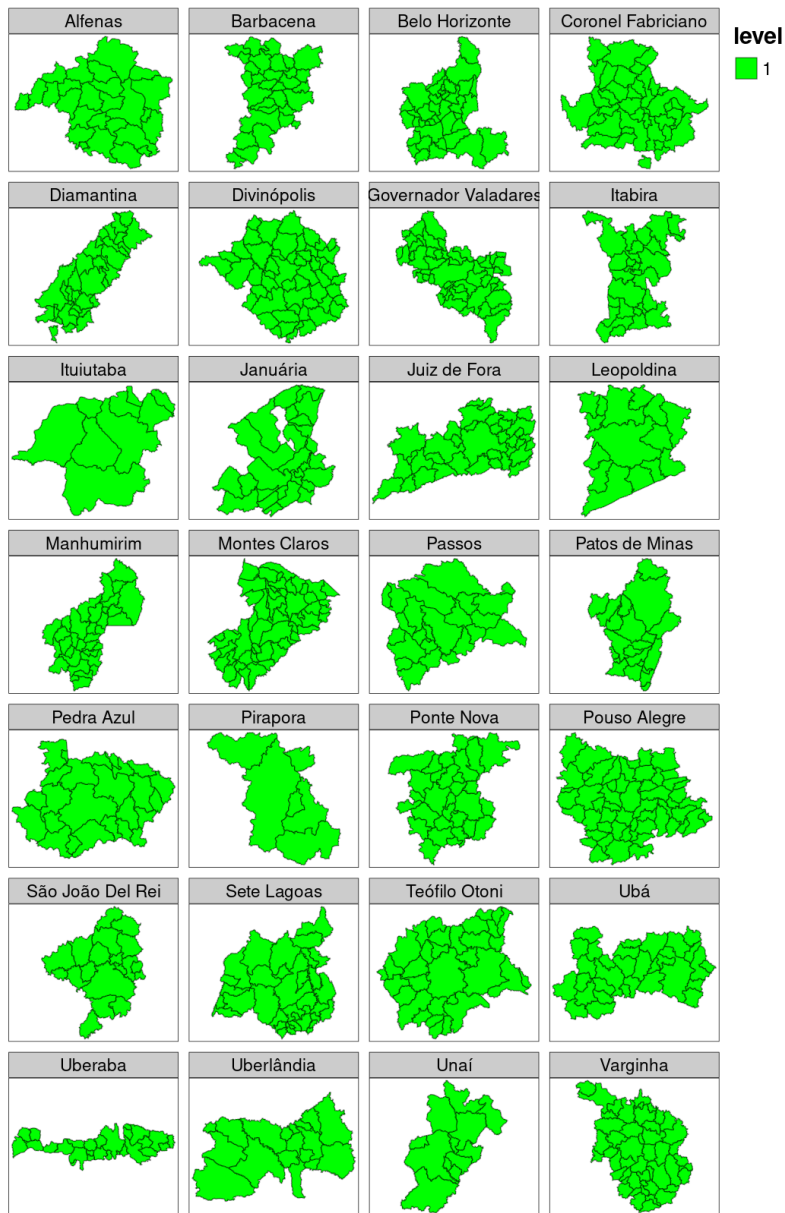 Alfenas
Barbacena
Belo Horizonte
Coronel Fabriciano
level
1
Diamantina
Divinópolis
Governador Valadares
Itabira
Ituiutaba
Januária
Juiz de Fora
Leopoldina
Manhumirim
Montes Claros
Passos
Patos de Minas
Pedra Azul
Pirapora
Ponte Nova
Pouso Alegre
São João Del Rei
Sete Lagoas
Teófilo Otoni
Ubá
Uberaba
Uberlândia
Unaí
Varginha